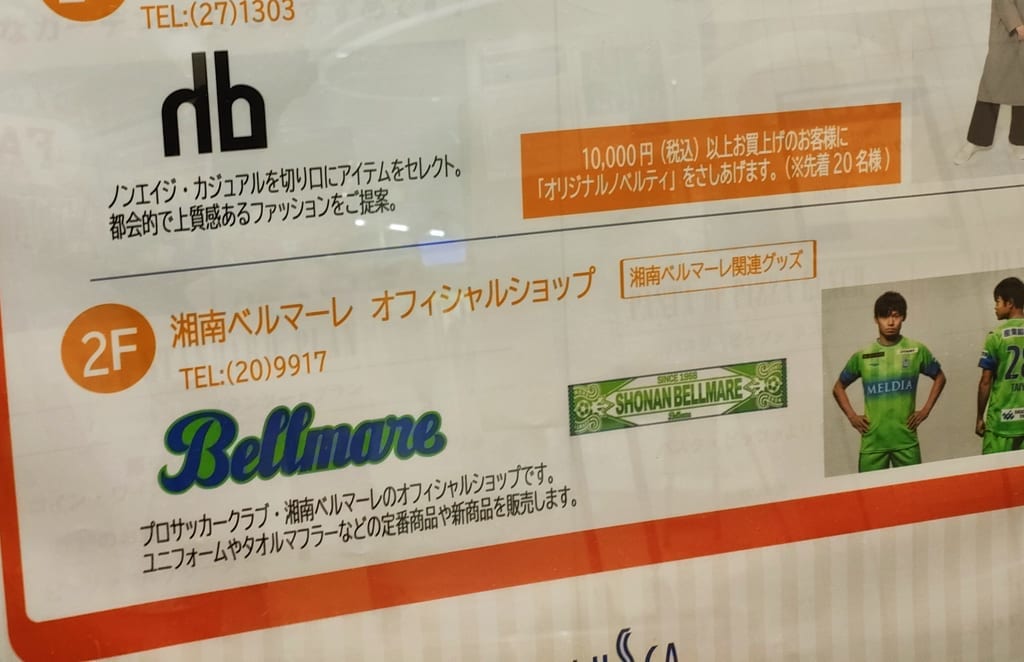 TEL:(27)1303
db
ノンエイジ・カジュアルを切り口にアイテムをセレクト。
都会的で上質感あるファッションをご提案。
10,000円（税込）以上お買上げのお客様に
「オリジナルノベルティ」をさしあげます。（※先着20名様）
2F
湘南ベルマーレ オフィシャルショップ
湘南ベルマーレ関連グッズ
TEL:(20)9917
Bellmare
SINCE 1968
SHONAN BELLMARE
Bellmare
MELDIA
プロサッカークラブ・湘南ベルマーレのオフィシャルショップです。
ユニフォームやタオルマフラーなどの定番商品や新商品を販売します。